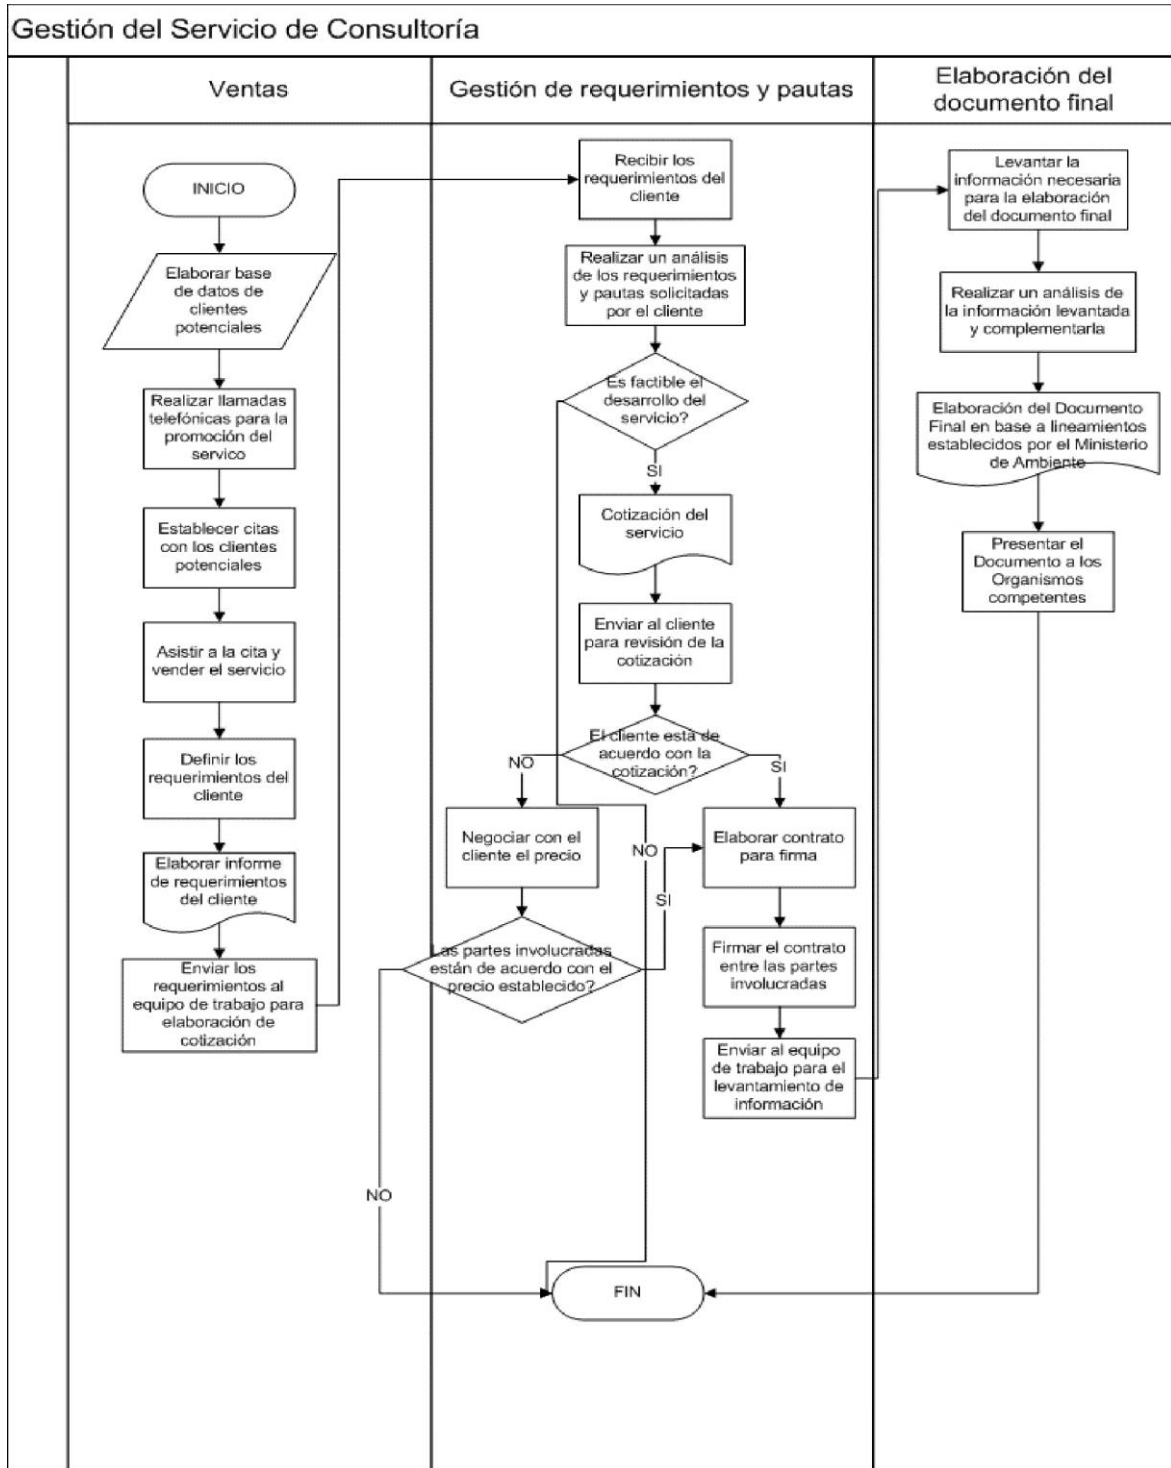 Gestión del Servicio de Consultoría
Ventas
Gestión de requerimientos y pautas
Elaboración del
documento final
INICIO
Elaborar base
de datos de
clientes
potenciales
Realizar llamadas
telefónicas para la
promoción del
servico
Establecer citas
con los clientes
potenciales
Asistir a la cita y
vender el servicio
Definir los
requerimientos del
cliente
Elaborar informe
de requerimientos
del cliente
Enviar los
requerimientos al
equipo de trabajo para
elaboración de
cotización
Recibir los
requerimientos del
cliente
Realizar un análisis
de los requerimientos
y pautas solicitadas
por el cliente
Es factible el
desarrollo del
servicio?
SI
Cotización del
servicio
Enviar al cliente
para revisión de la
cotización
El cliente está de
acuerdo con la
cotización?
NO
SI
Negociar con el
cliente el precio
NO
Elaborar contrato
para firma
SI
Las partes involucradas
están de acuerdo con el
precio establecido?
Firmar el contrato
entre las partes
involucradas
Enviar al equipo
de trabajo para el
levantamiento de
información
NO
FIN
Levantar la
información necesaria
para la elaboración
del documento final
Realizar un análisis de
la información levantada
y complementarla
Elaboración del Documento
Final en base a lineamientos
establecidos por el Ministerio
de Ambiente
Presentar el
Documento a los
Organismos
competentes